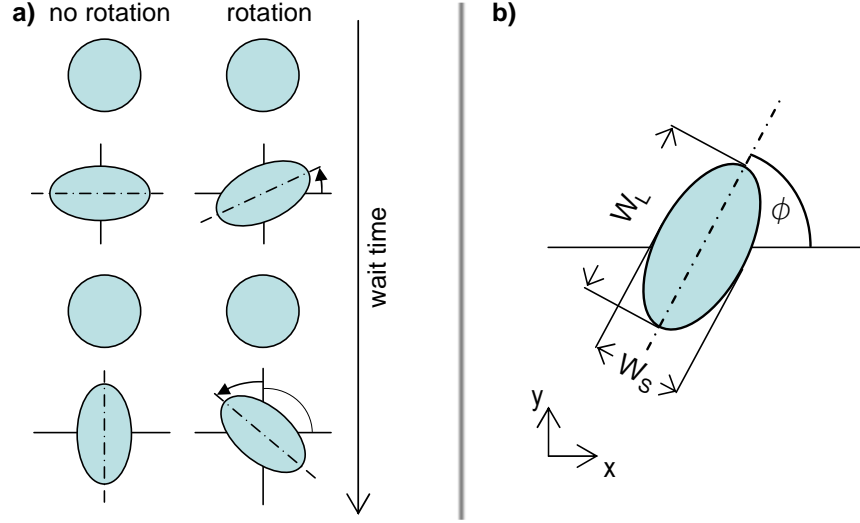 a) no rotation rotation
wait time
b)
W_L
ϕ
W_S
y
x